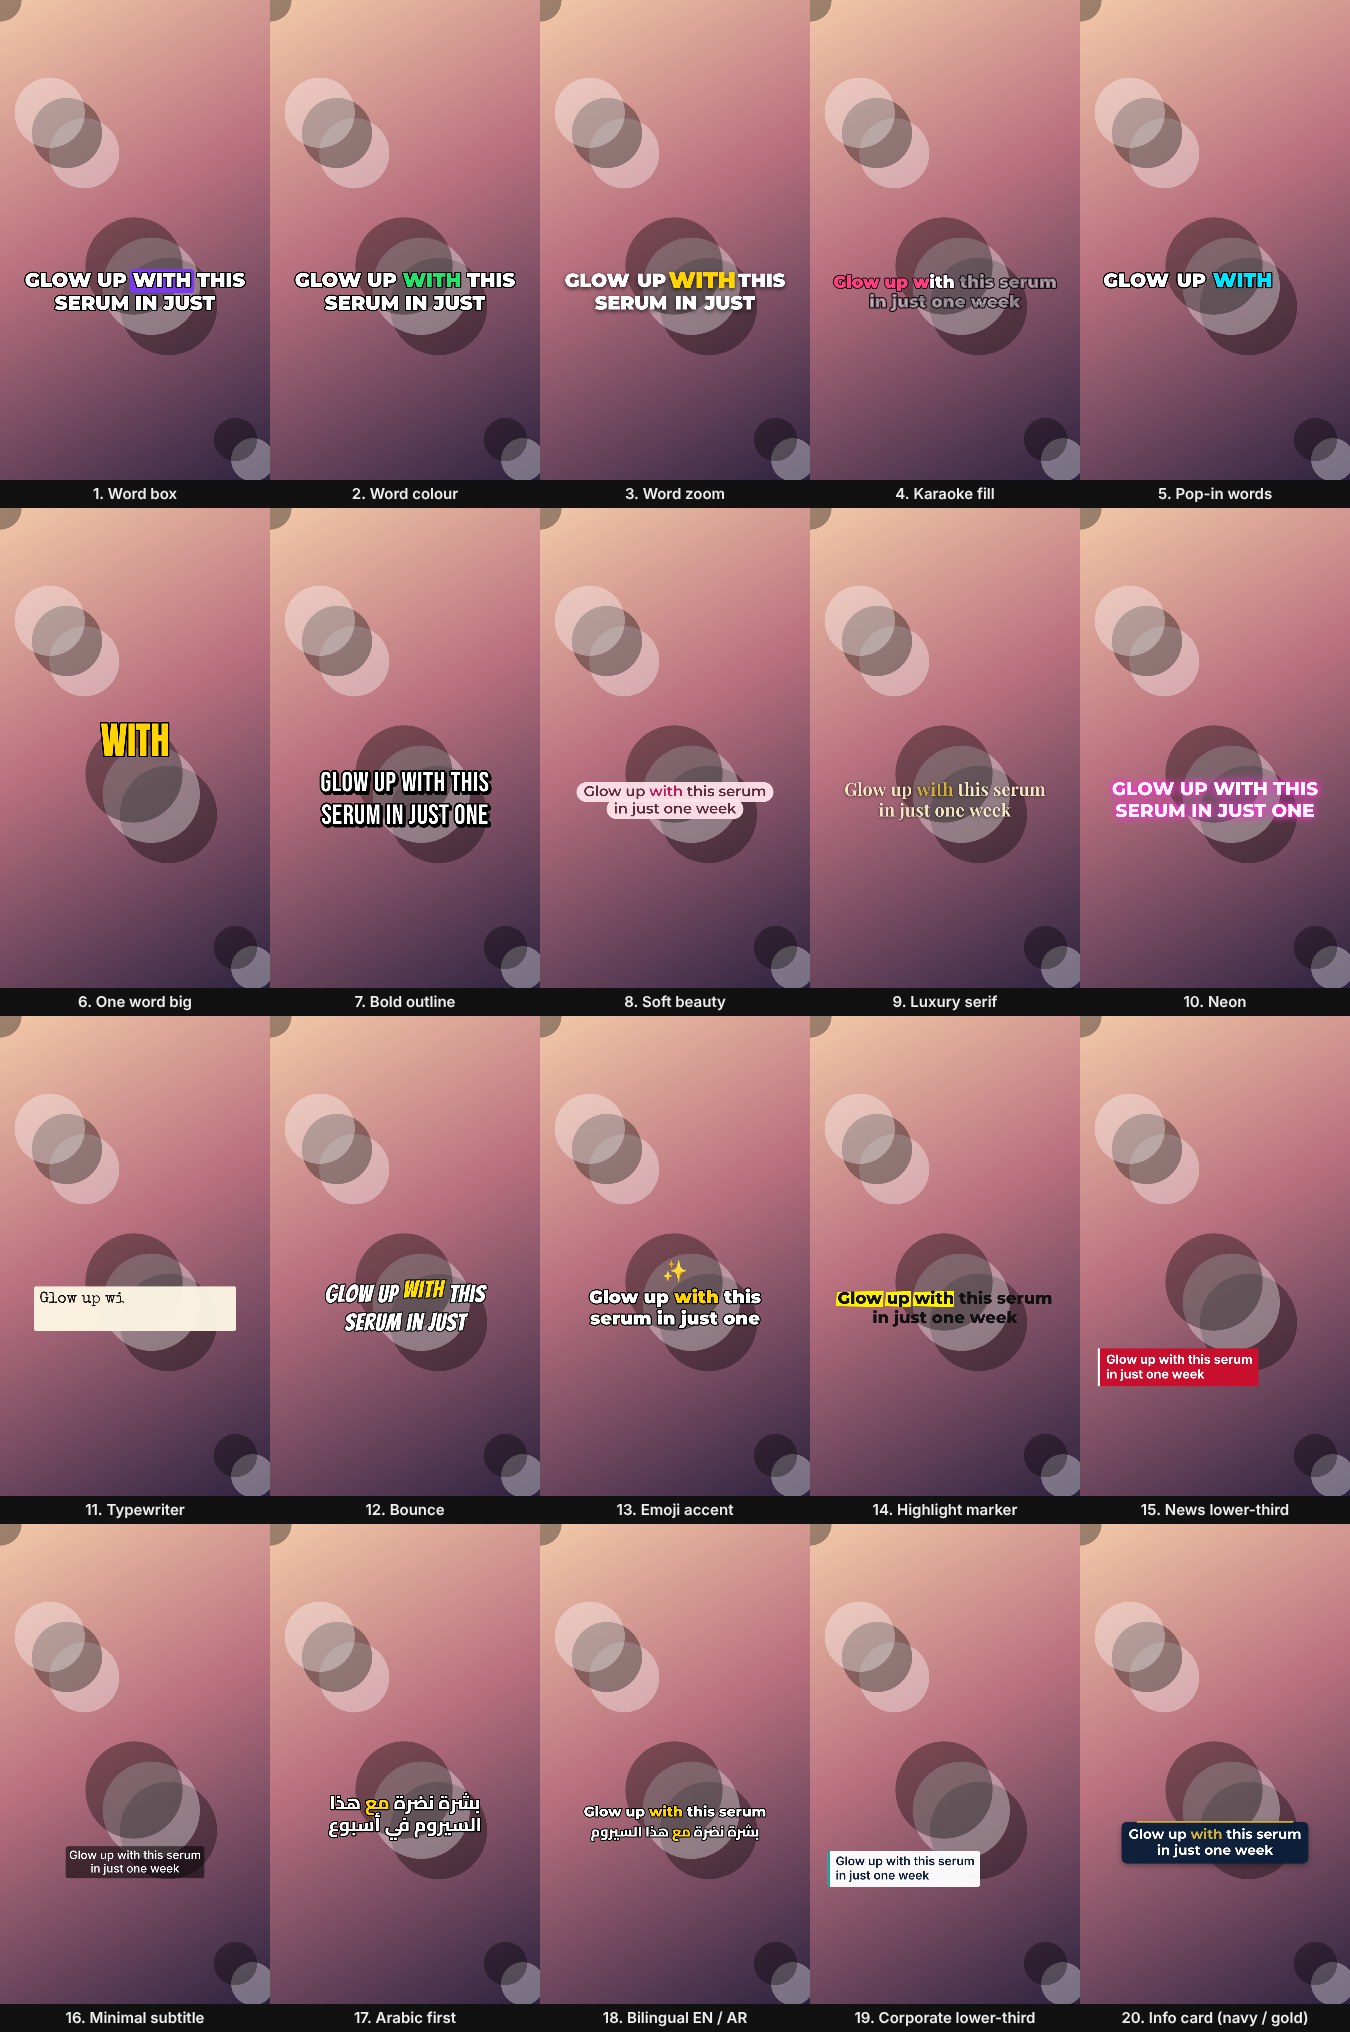 GLOW UP WITH THIS
SERUM IN JUST
1. Word box
GLOW UP WITH THIS
SERUM IN JUST
2. Word colour
GLOW UP WITH THIS
SERUM IN JUST
3. Word zoom
Glow up with this serum
in just one week
4. Karaoke fill
GLOW UP WITH
5. Pop-in words
WITH
6. One word big
GLOW UP WITH THIS
SERUM IN JUST ONE
7. Bold outline
Glow up with this serum
in just one week
8. Soft beauty
Glow up with this serum
in just one week
9. Luxury serif
GLOW UP WITH THIS
SERUM IN JUST ONE
10. Neon
Glow up wi
11. Typewriter
GLOW UP WITH THIS
SERUM IN JUST
12. Bounce
Glow up with this
serum in just one
13. Emoji accent
Glow up with this serum
in just one week
14. Highlight marker
Glow up with this serum
in just one week
15. News lower-third
Glow up with this serum
in just one week
16. Minimal subtitle
بشرة نضرة مع هذا
السيروم في أسبوع
17. Arabic first
Glow up with this serum
بشرة نضرة مع هذا السيروم
18. Bilingual EN / AR
Glow up with this serum
in just one week
19. Corporate lower-third
Glow up with this serum
in just one week
20. Info card (navy / gold)